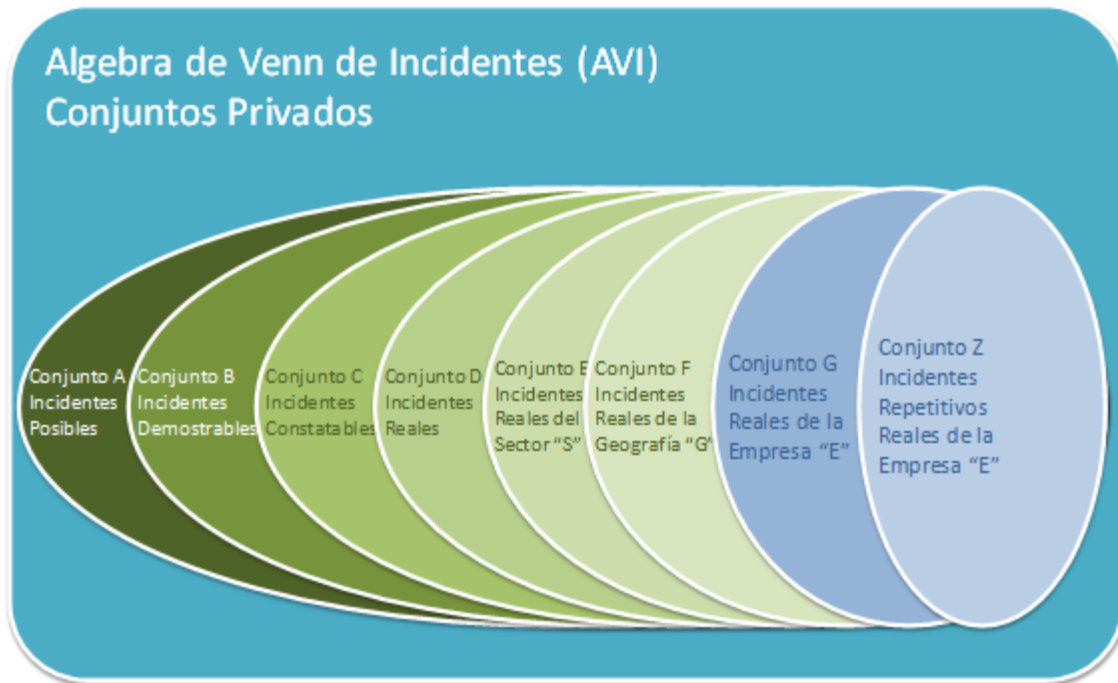 Algebra de Venn de Incidentes (AVI)
Conjuntos Privados
Conjunto A
Incidentes
Posibles
Conjunto B
Incidentes
Demostrables
Conjunto C
Incidentes
Constatables
Conjunto D
Incidentes
Reales
Conjunto E
Incidentes
Reales del
Sector “S”
Conjunto F
Incidentes
Reales de la
Geografía “G”
Conjunto G
Incidentes
Reales de la
Empresa “E”
Conjunto Z
Incidentes
Repetitivos
Reales de la
Empresa “E”